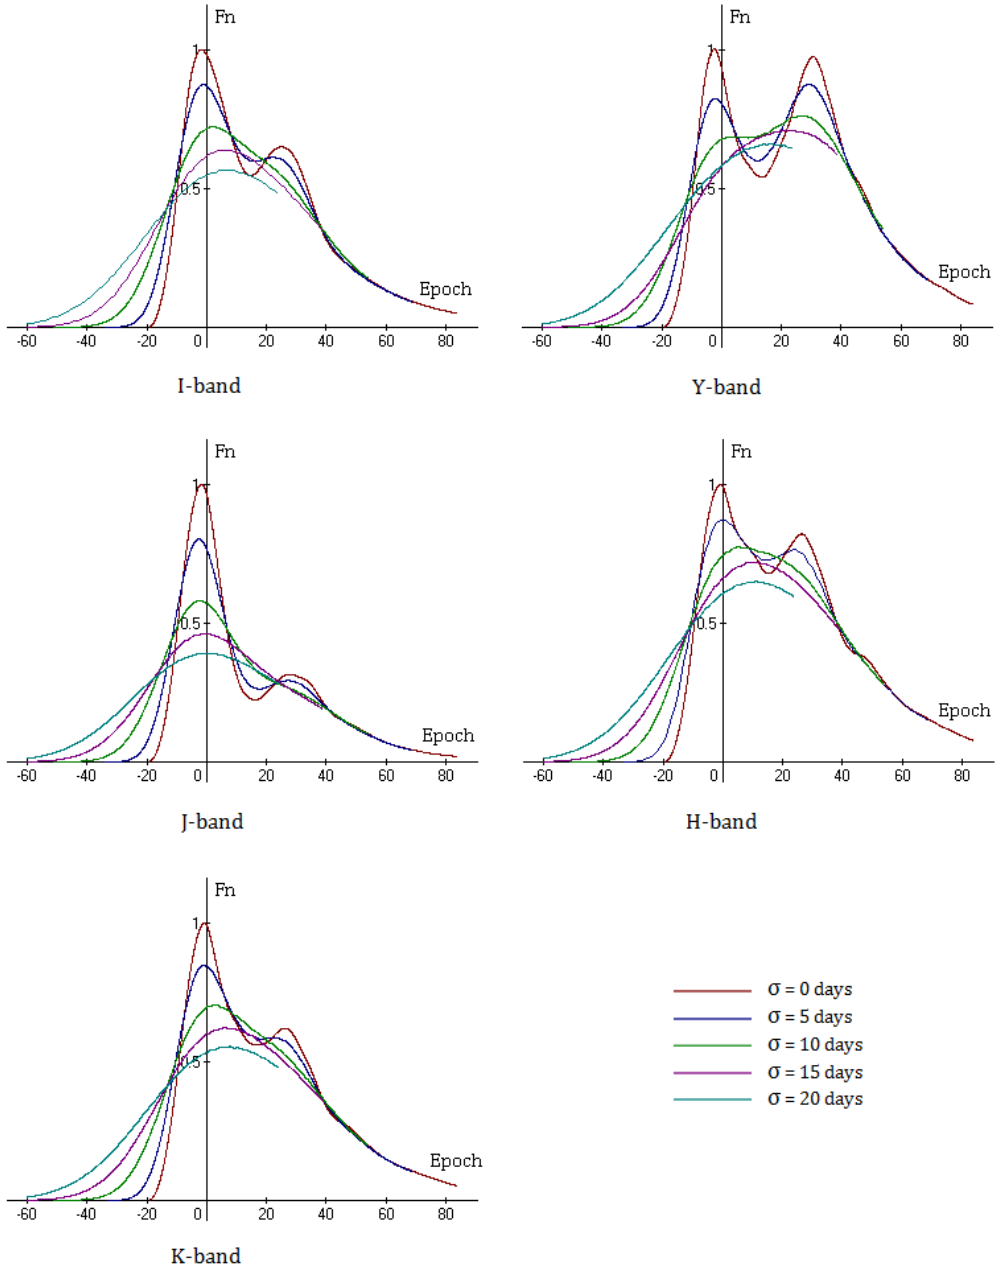 Fn
1
0.5
Epoch
-60 -40 -20 0 20 40 60 80
I-band
Fn
1
0.5
Epoch
-60 -40 -20 0 20 40 60 80
Y-band
Fn
1
0.5
Epoch
-60 -40 -20 0 20 40 60 80
J-band
Fn
1
0.5
Epoch
-60 -40 -20 0 20 40 60 80
H-band
Fn
1
0.5
Epoch
-60 -40 -20 0 20 40 60 80
K-band
σ = 0 days
σ = 5 days
σ = 10 days
σ = 15 days
σ = 20 days